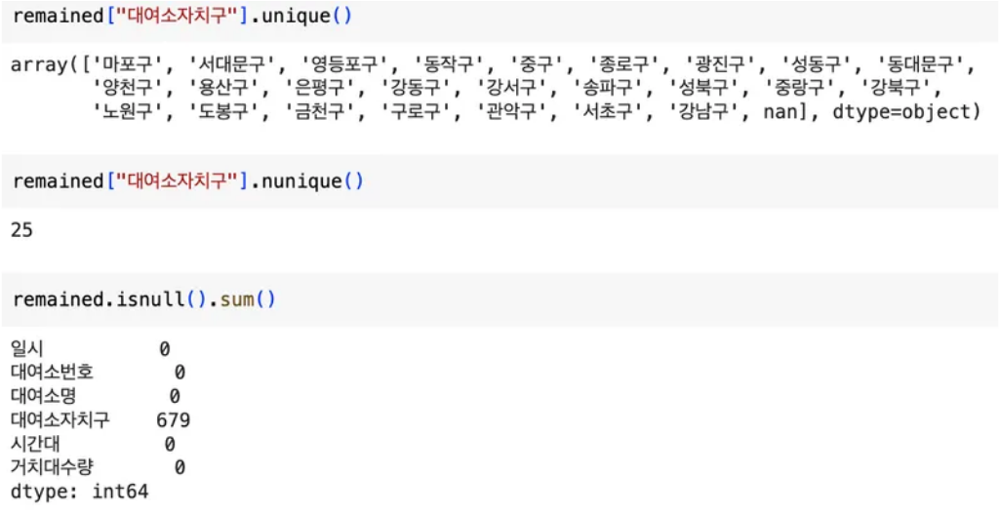 remained["대여소자치구"].unique()
array(['마포구', '서대문구', '영등포구', '동작구', '중구', '종로구', '광진구', '성동구', '동대문구',
'양천구', '용산구', '은평구', '강동구', '강서구', '송파구', '성북구', '중랑구', '강북구',
'노원구', '도봉구', '금천구', '구로구', '관악구', '서초구', '강남구', nan], dtype=object)
remained["대여소자치구"].nunique()
25
remained.isnull().sum()
일시 0
대여소번호 0
대여소명 0
대여소자치구 679
시간대 0
거치대수량 0
dtype: int64